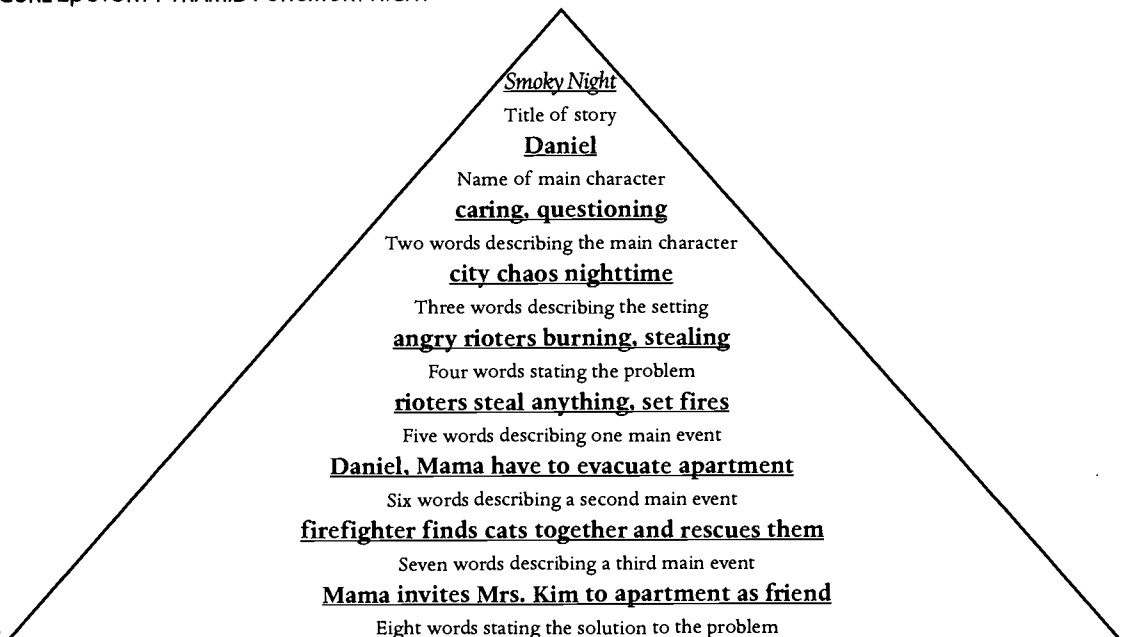 Smoky Night
Title of story
Daniel
Name of main character
caring, questioning
Two words describing the main character
city chaos nighttime
Three words describing the setting
angry rioters burning, stealing
Four words stating the problem
rioters steal anything, set fires
Five words describing one main event
Daniel, Mama have to evacuate apartment
Six words describing a second main event
firefighter finds cats together and rescues them
Seven words describing a third main event
Mama invites Mrs. Kim to apartment as friend
Eight words stating the solution to the problem